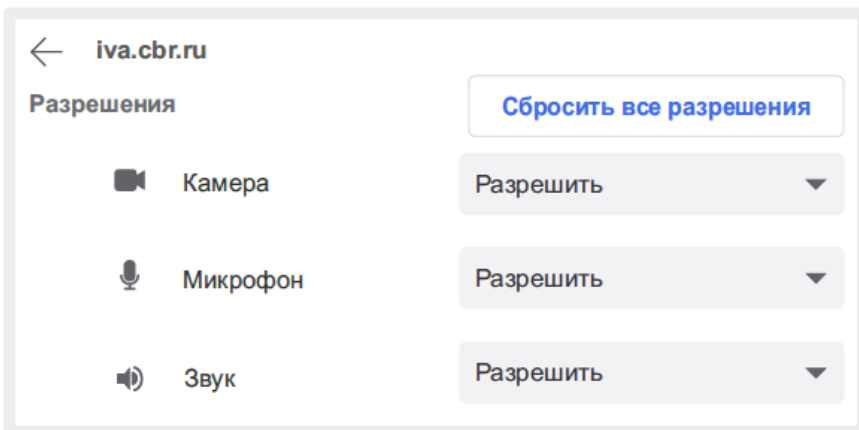 iva.cbr.ru
Разрешения
Сбросить все разрешения
Камера
Разрешить
Микрофон
Разрешить
Звук
Разрешить